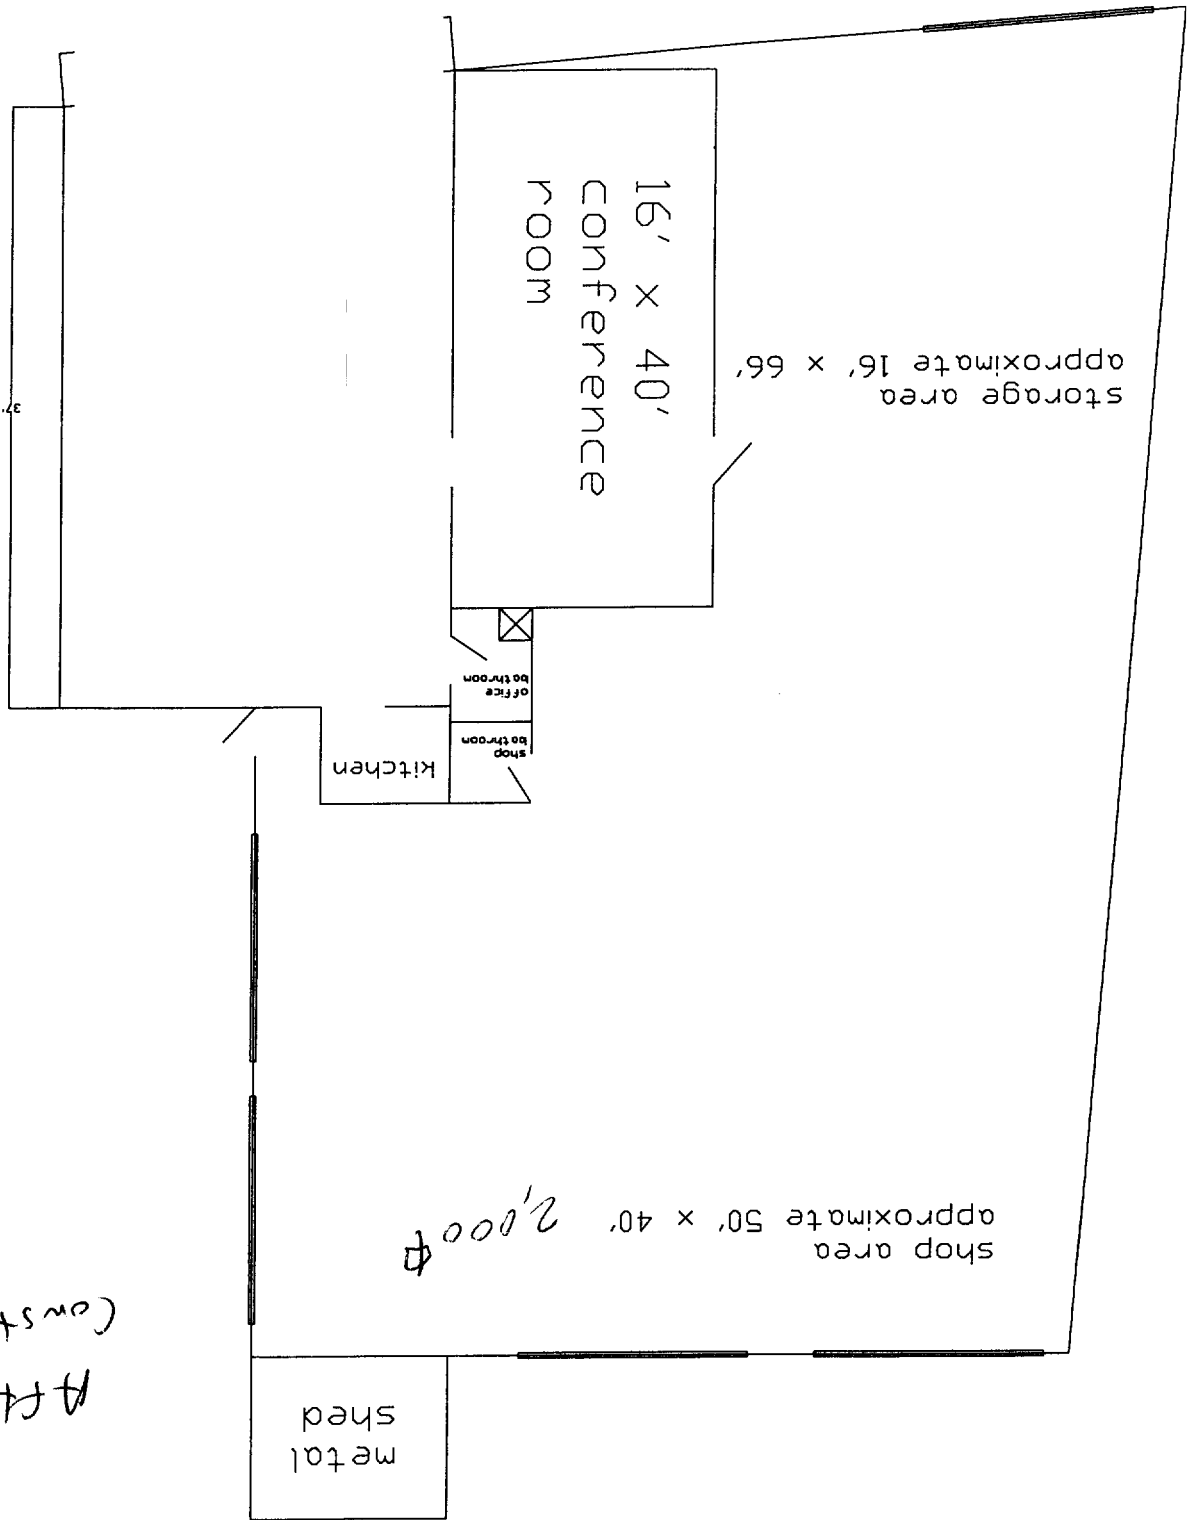 metal
shed
shop area
approximate 50' x 40' 2,000
shop
bathroom
kitchen
office
bathroom
storage area
approximate 16' x 66'
16' x 40'
conference
room
37'
Const